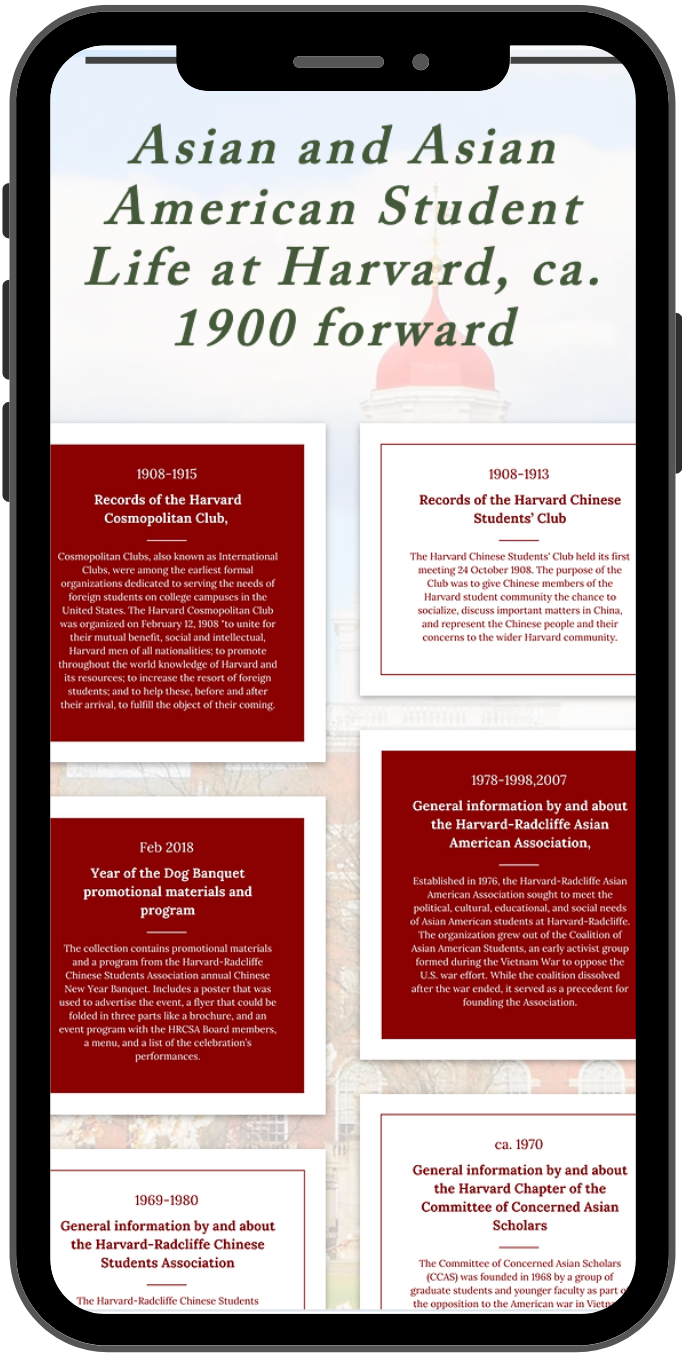 Asian and Asian
American Student
Life at Harvard, ca.
1900 forward
1908-1915
Records of the Harvard
Cosmopolitan Club,
Cosmopolitan Clubs, also known as International
Clubs, were among the earliest formal
organizations dedicated to serving the needs of
foreign students on college campuses in the
United States. The Harvard Cosmopolitan Club
was organized on February 12, 1908 "to unite for
their mutual benefit, social and intellectual,
Harvard men of all nationalities; to promote
throughout the world knowledge of Harvard and
its resources; to increase the resort of foreign
students; and to help these, before and after
their arrival, to fulfill the object of their coming.
1908-1913
Records of the Harvard Chinese
Students' Club
The Harvard Chinese Students' Club held its first
meeting 24 October 1908. The purpose of the
Club was to give Chinese members of the
Harvard student community the chance to
socialize, discuss important matters in China,
and represent the Chinese people and their
concerns to the wider Harvard community.
1978-1998,2007
General information by and about
the Harvard-Radcliffe Asian
American Association,
Established in 1976, the Harvard-Radcliffe Asian
American Association sought to meet the
political, cultural, educational, and social needs
of Asian American students at Harvard-Radcliffe.
The organization grew out of the Coalition of
Asian American Students, an early activist group
formed during the Vietnam War to oppose the
U.S. war effort. While the coalition dissolved
after the war ended, it served as a precedent for
founding the Association.
Feb 2018
Year of the Dog Banquet
promotional materials and
program
The collection contains promotional materials
and a program from the Harvard-Radcliffe
Chinese Students Association annual Chinese
New Year Banquet. Includes a poster that was
used to advertise the event, a flyer that could be
folded in three parts like a brochure, and an
event program with the HRCSA Board members,
a menu, and a list of the celebration's
performances.
ca. 1970
General information by and about
the Harvard Chapter of the
Committee of Concerned Asian
Scholars
The Committee of Concerned Asian Scholars
(CCAS) was founded in 1968 by a group of
graduate students and younger faculty as part
the opposition to the American war in
1969-1980
General information by and about
the Harvard-Radcliffe Chinese
Students Association
The Harvard-Radcliffe Chinese Students